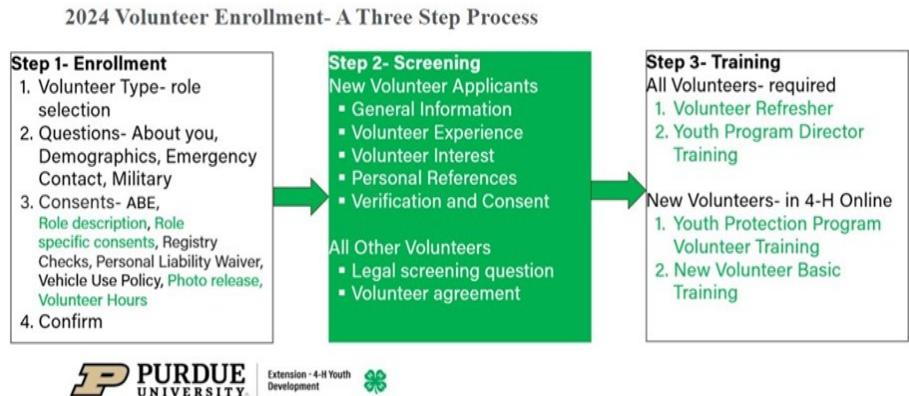 2024 Volunteer Enrollment- A Three Step Process
Step 1- Enrollment
1. Volunteer Type- role
selection
2. Questions- About you,
Demographics, Emergency
Contact, Military
3. Consents- ABE,
Role description, Role
specific consents, Registry
Checks, Personal Liability Waiver,
Vehicle Use Policy, Photo release,
Volunteer Hours
4. Confirm
Step 2- Screening
New Volunteer Applicants
▪ General Information
▪ Volunteer Experience
▪ Volunteer Interest
▪ Personal References
▪ Verification and Consent
All Other Volunteers
▪ Legal screening question
▪ Volunteer agreement
Step 3- Training
All Volunteers- required
1. Volunteer Refresher
2. Youth Program Director
Training
New Volunteers- in 4-H Online
1. Youth Protection Program
Volunteer Training
2. New Volunteer Basic
Training
P
PURDUE
UNIVERSITY
Extension - 4-H Youth
Development